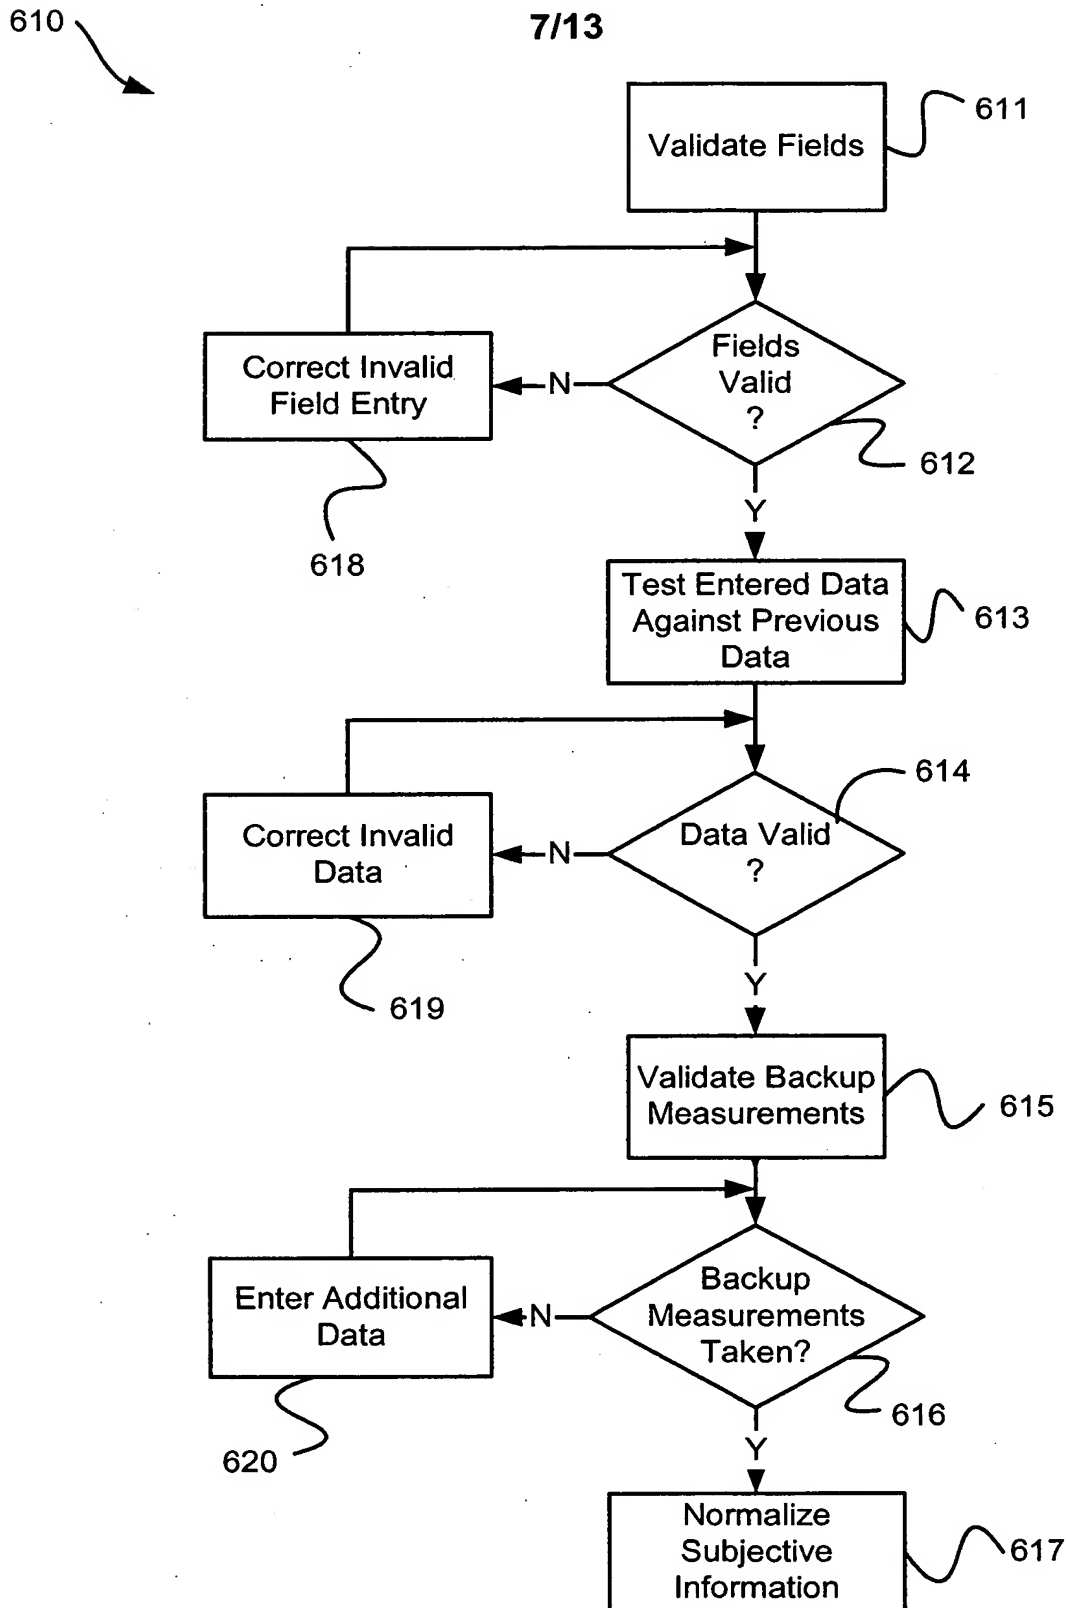 610
7/13
Validate Fields
611
Fields
Valid
?
612
N
Correct Invalid
Field Entry
618
Y
Test Entered Data
Against Previous
Data
613
Data Valid
?
614
N
Correct Invalid
Data
619
Y
Validate Backup
Measurements
615
Backup
Measurements
Taken?
616
N
Enter Additional
Data
620
Y
Normalize
Subjective
Information
617